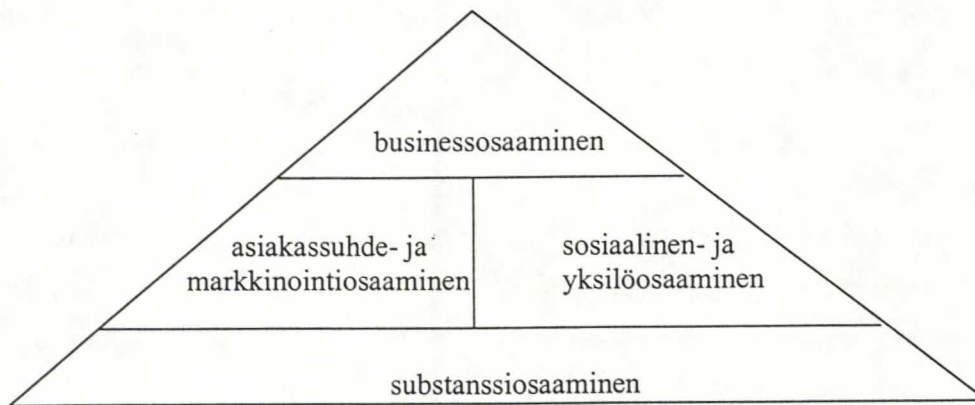 businessosaaminen
asiakassuhde- ja
markkinointiosaaminen
sosiaalinen- ja
yksilöosaaminen
substanssiosaaminen